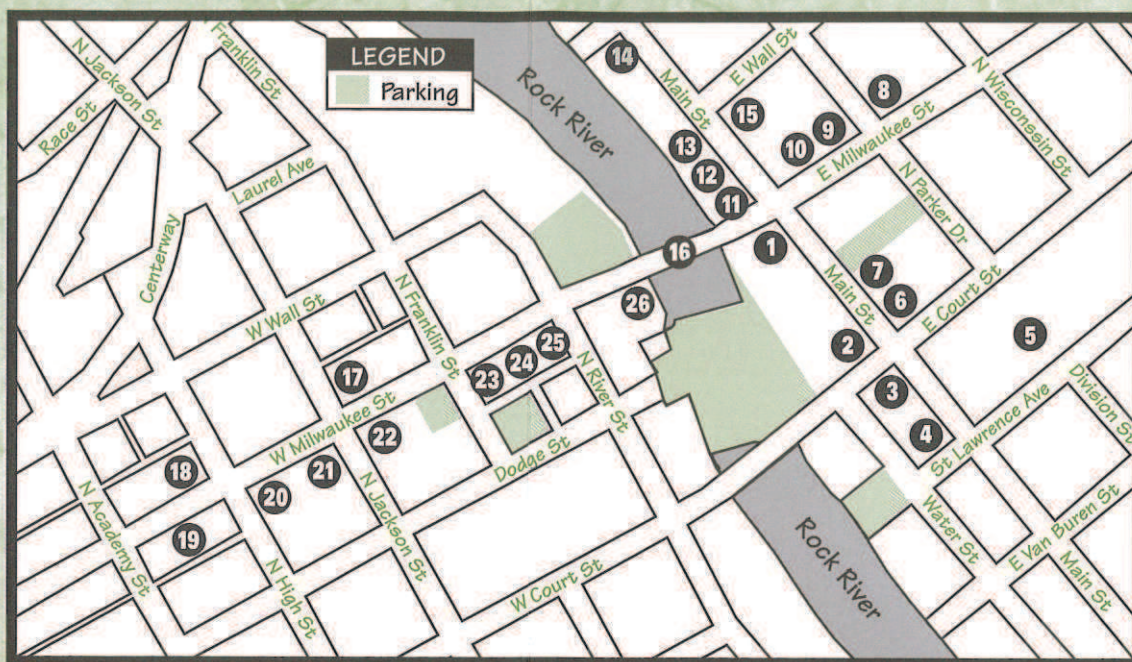 N Jackson St
Franklin St
Race St
LEGEND
Parking
Rock River
14
Main St
E Wall St
N Wisconssin St
8
15
9
10
E Milwaukee St
13
12
11
N Parker Dr
Laurel Ave
Centerway
16
1
7
6
Main St
E Court St
W Wall St
N Franklin St
26
2
5
25
24
23
N River St
3
Division St
17
W Milwaukee St
4
St Lawrence Ave
22
Dodge St
18
21
20
N Jackson St
N Academy St
19
Water St
E Van Buren St
Rock River
Main St
N High St
W Court St